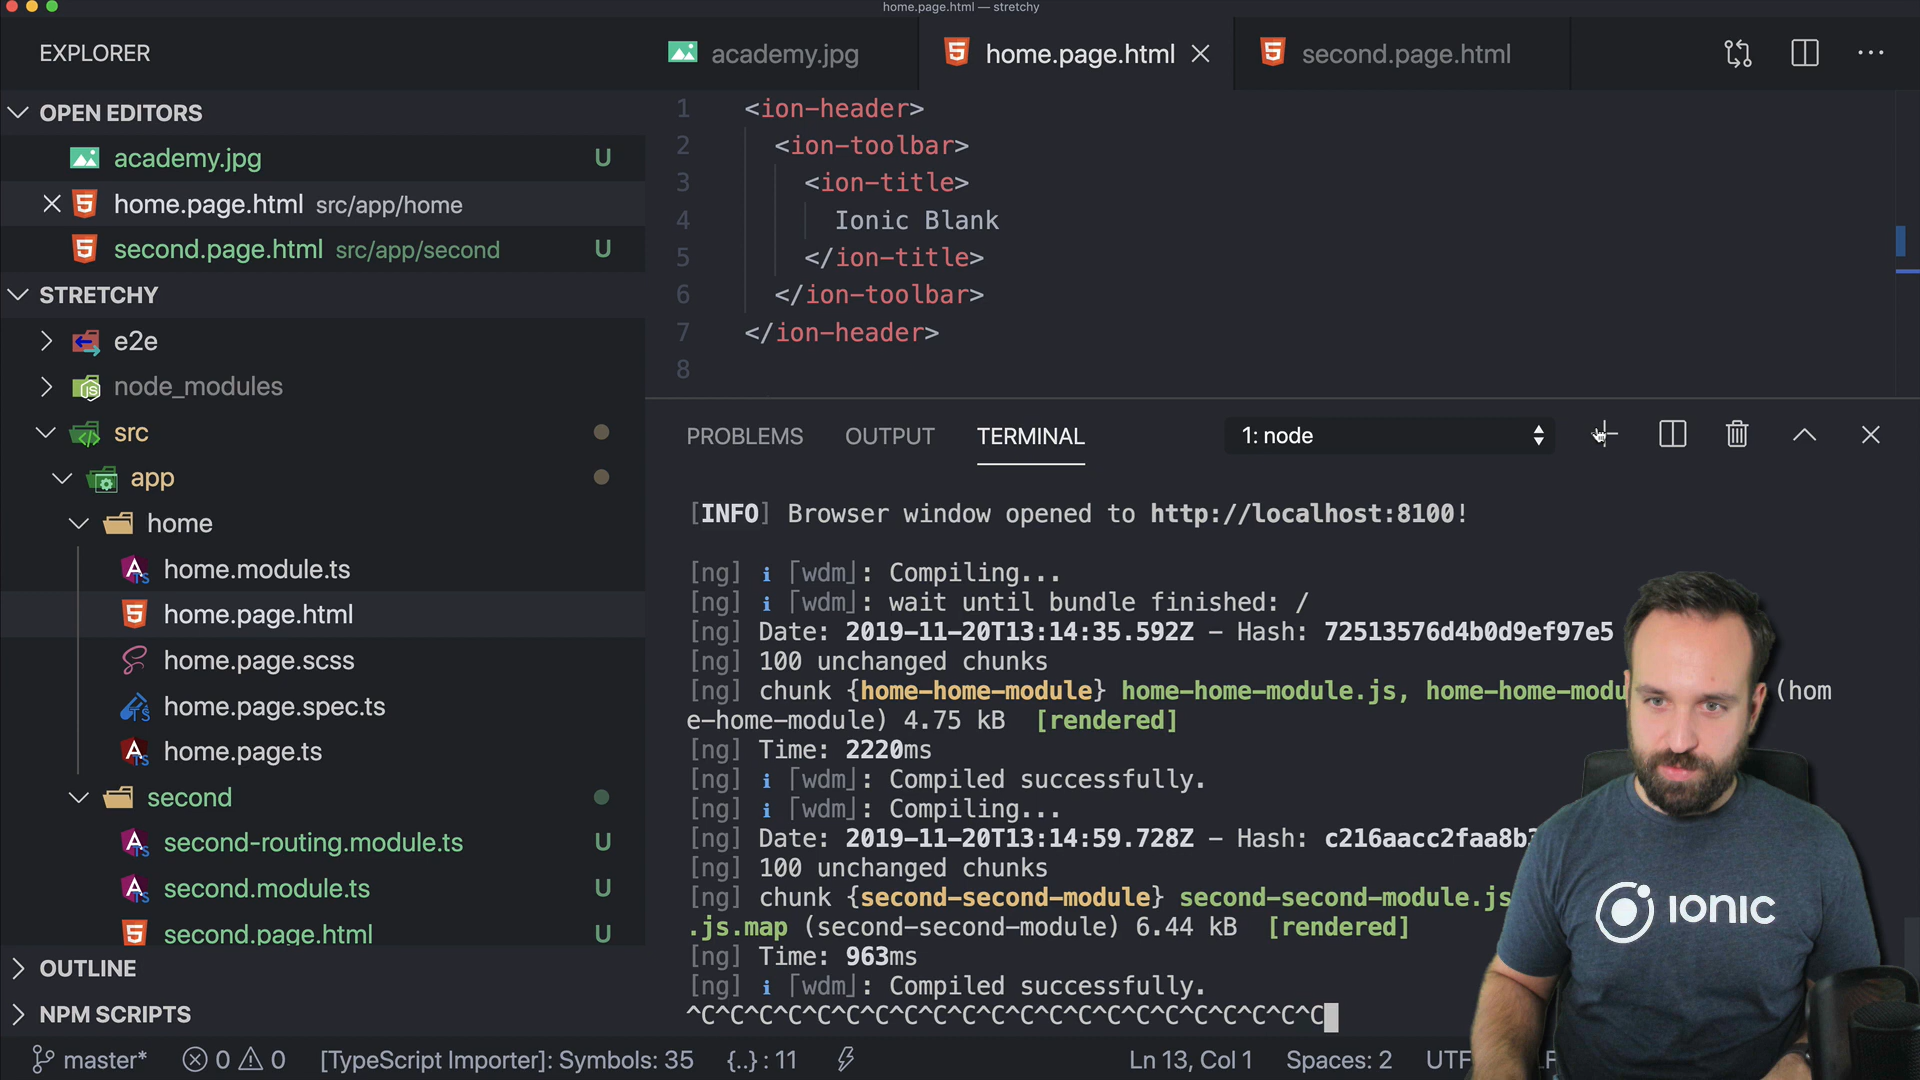 home.page.html — stretchy
EXPLORER
OPEN EDITORS
academy.jpg U
home.page.html src/app/home
second.page.html src/app/second U
STRETCHY
e2e
node_modules
src
app
home
home.module.ts
home.page.html
home.page.scss
home.page.spec.ts
home.page.ts
second
second-routing.module.ts U
second.module.ts U
second.page.html U
OUTLINE
NPM SCRIPTS
academy.jpg
home.page.html
second.page.html
1 <ion-header>
2 <ion-toolbar>
3 <ion-title>
4 Ionic Blank
5 </ion-title>
6 </ion-toolbar>
7 </ion-header>
8
PROBLEMS OUTPUT TERMINAL 1: node
[INFO] Browser window opened to http://localhost:8100!
[ng] ℹ ｢wdm｣: Compiling...
[ng] ℹ ｢wdm｣: wait until bundle finished: /
[ng] Date: 2019-11-20T13:14:35.592Z - Hash: 72513576d4b0d9ef97e5
[ng] 100 unchanged chunks
[ng] chunk {home-home-module} home-home-module.js, home-home-modu (hom
e-home-module) 4.75 kB [rendered]
[ng] Time: 2220ms
[ng] ℹ ｢wdm｣: Compiled successfully.
[ng] ℹ ｢wdm｣: Compiling...
[ng] Date: 2019-11-20T13:14:59.728Z - Hash: c216aacc2faa8b
[ng] 100 unchanged chunks
[ng] chunk {second-second-module} second-second-module.js
.js.map (second-second-module) 6.44 kB [rendered]
[ng] Time: 963ms
[ng] ℹ ｢wdm｣: Compiled successfully.
^C^C^C^C^C^C^C^C^C^C^C^C^C^C^C^C^C^C^C^C^C^C
IONIC
master* 0 0 [TypeScript Importer]: Symbols: 35 {..} : 11 Ln 13, Col 1 Spaces: 2 UTF